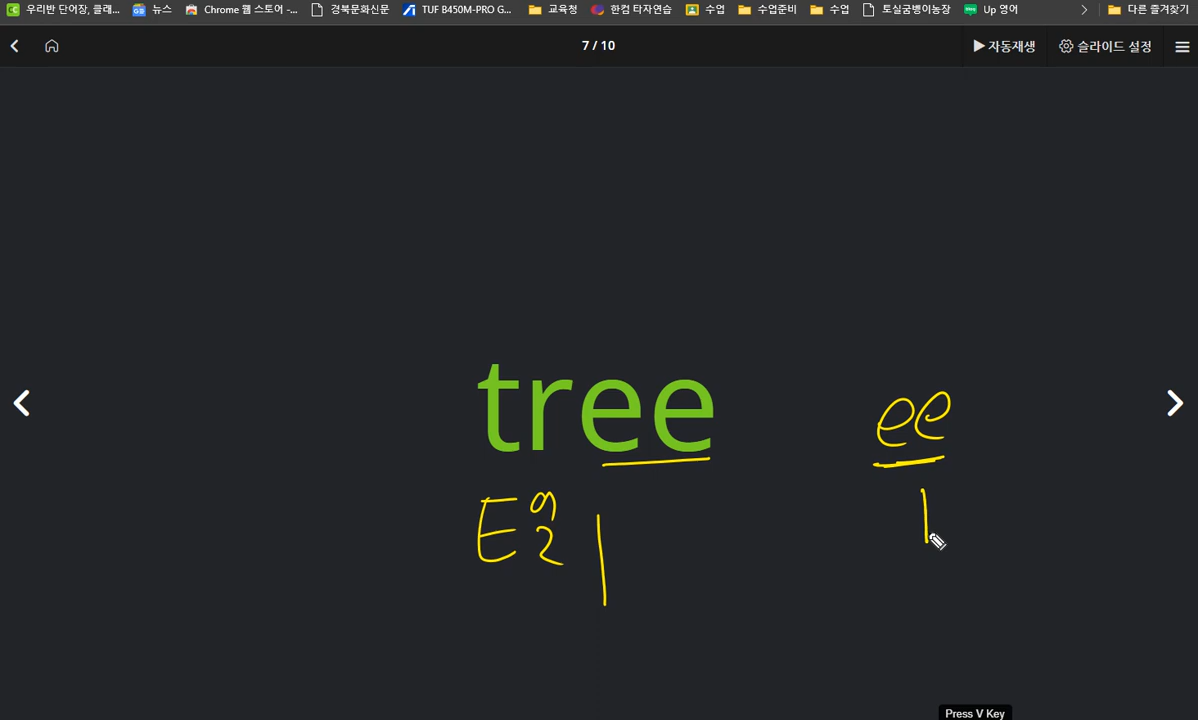 우리반 단어장, 클래... 뉴스 Chrome 웹 스토어 -... 경북문화신문 TUF B450M-PRO G... 교육청 한컴 타자연습 수업 수업준비 수업 토실굼벵이농장 Up 영어 다른 즐겨찾기
7 / 10 자동재생 슬라이드 설정
tree
ee
ㅌㄹ ㅣ
ㅣ
Press V Key